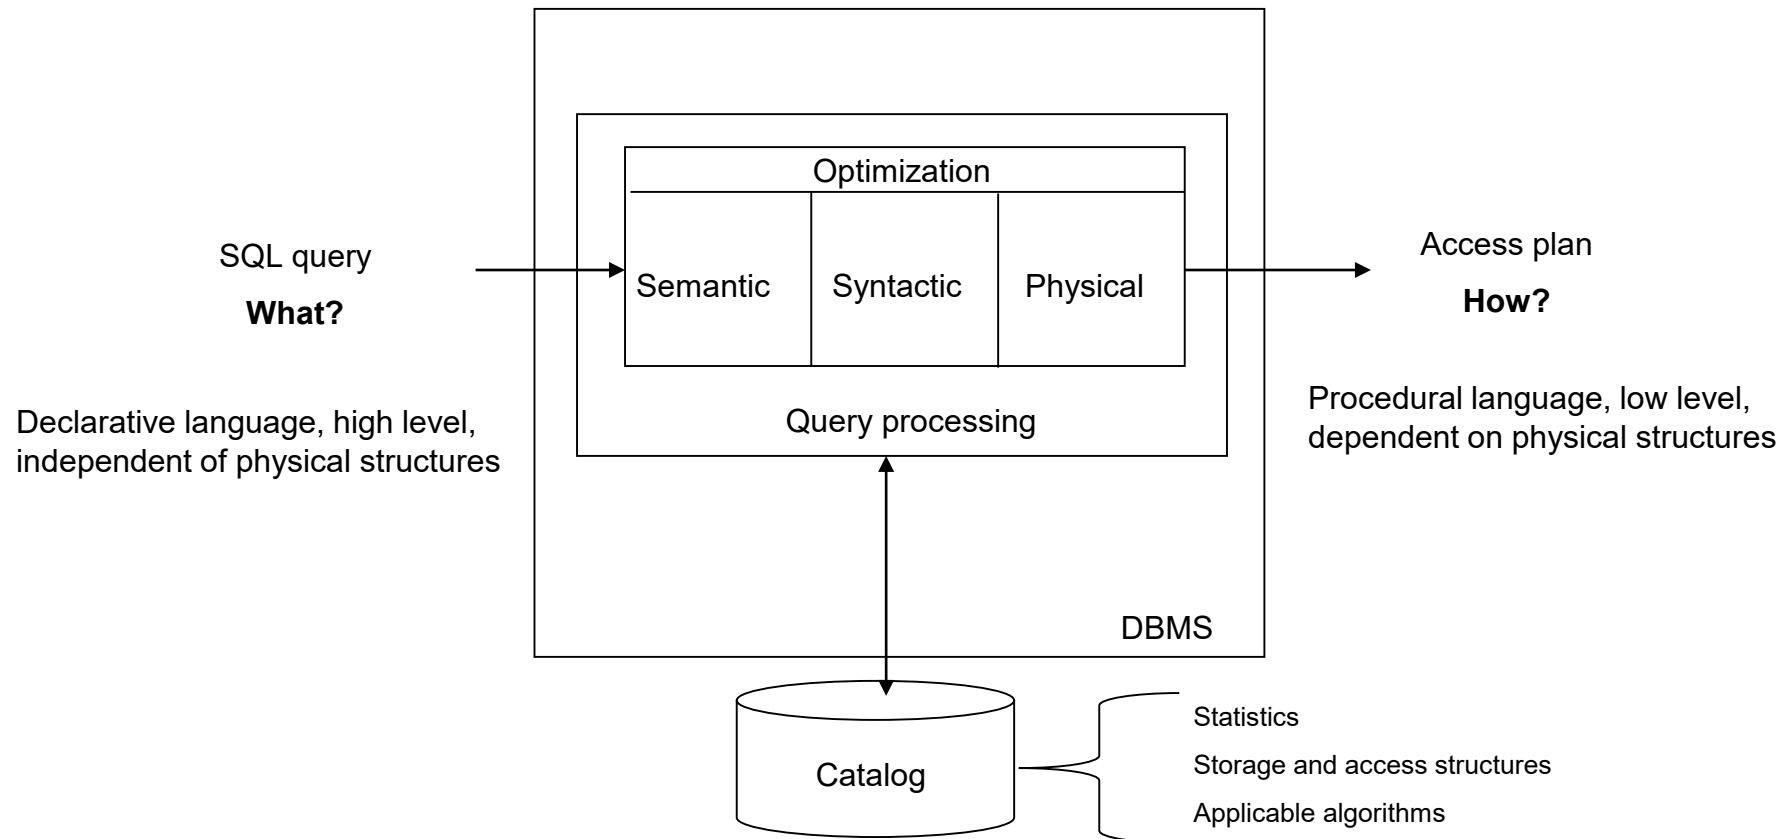 Optimization
SQL query
What?
Semantic
Syntactic
Physical
Access plan
How?
Declarative language, high level,
independent of physical structures
Query processing
Procedural language, low level,
dependent on physical structures
DBMS
Catalog
Statistics
Storage and access structures
Applicable algorithms